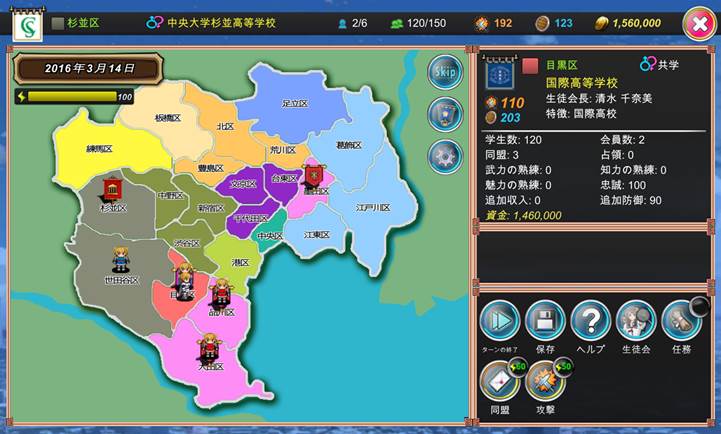 杉並区 中央大学杉並高等学校 2/6 120/150 192 123 1,560,000
2016年3月14日
100
Skip
板橋区
北区
足立区
練馬区
葛飾区
荒川区
豊島区
文京区
台東区
墨田区
中野区
新宿区
杉並区
千代田区
江戸川区
中央区
江東区
渋谷区
港区
世田谷区
目黒区
品川区
大田区
目黒区 共学
国際高等学校
110 生徒会長: 清水 千奈美
203 特徴: 国際高校
学生数: 120 会員数: 2
同盟: 3 占領: 0
武力の熟練: 0 知力の熟練: 0
魅力の熟練: 0 忠誠: 100
追加収入: 0 追加防御: 90
資金: 1,460,000
ターンの終了 保存 ヘルプ 生徒会 任務
60 50
同盟 攻撃